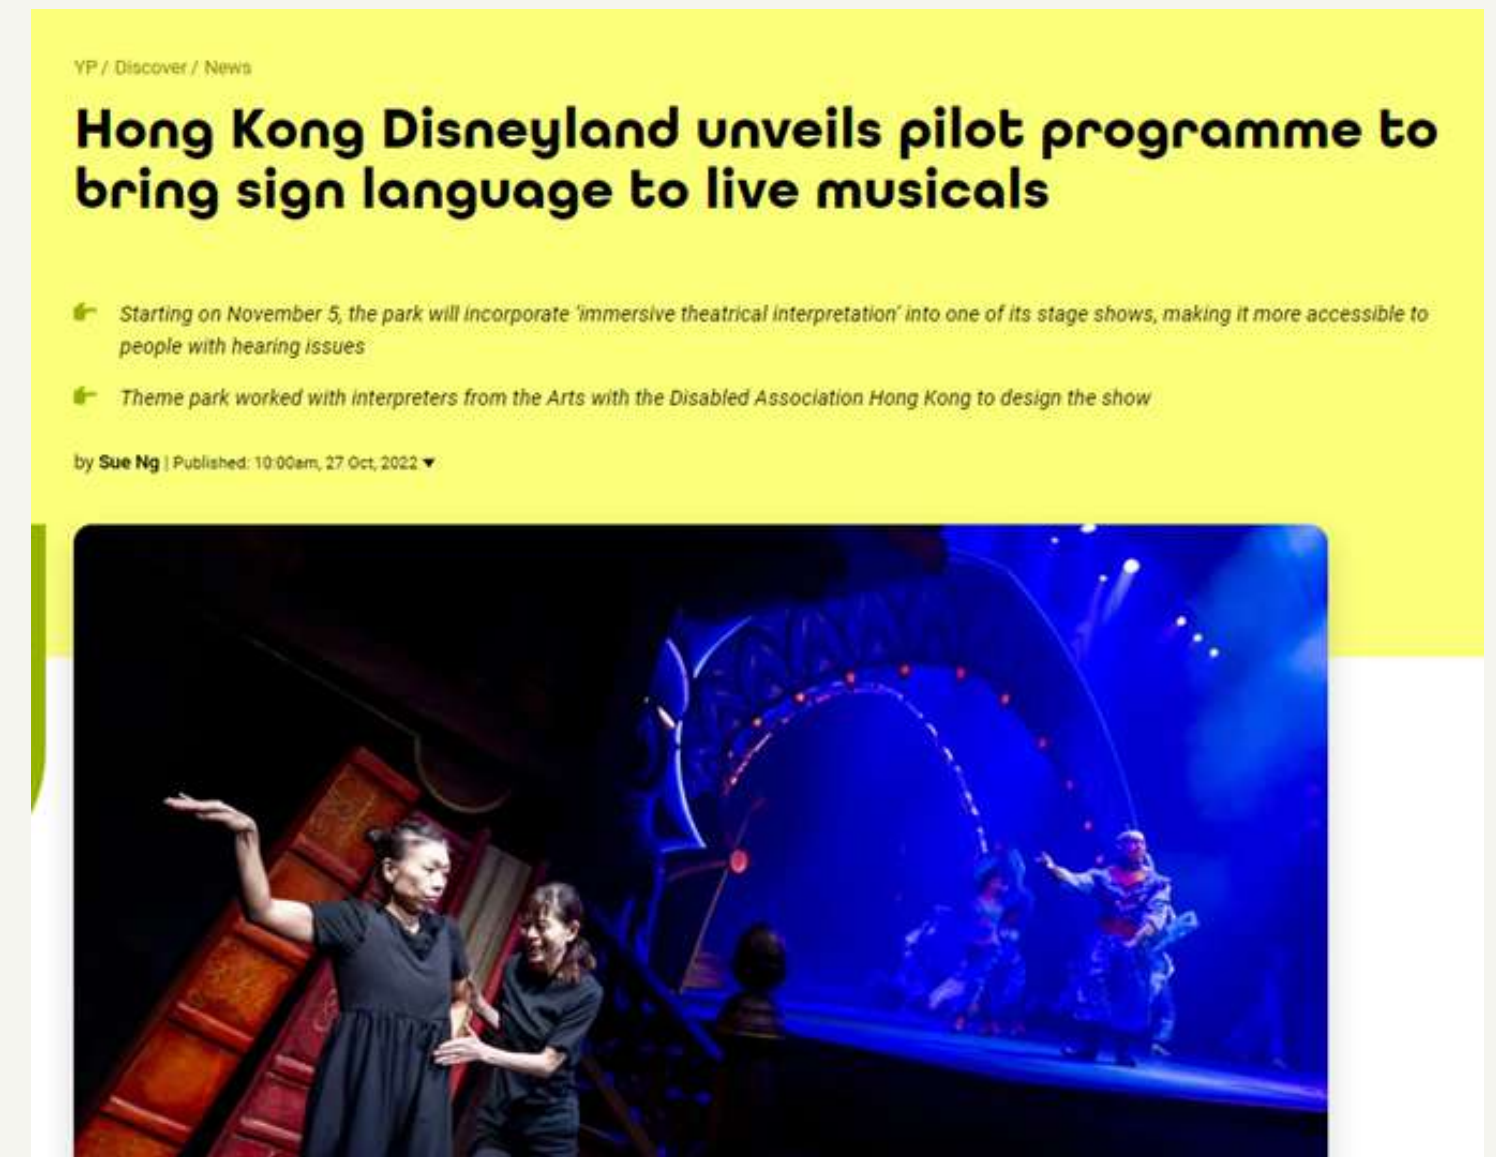 YP / Discover / News
Hong Kong Disneyland unveils pilot programme to
bring sign language to live musicals
Starting on November 5, the park will incorporate 'immersive theatrical interpretation' into one of its stage shows, making it more accessible to
people with hearing issues
Theme park worked with interpreters from the Arts with the Disabled Association Hong Kong to design the show
by Sue Ng | Published: 10:00am, 27 Oct, 2022